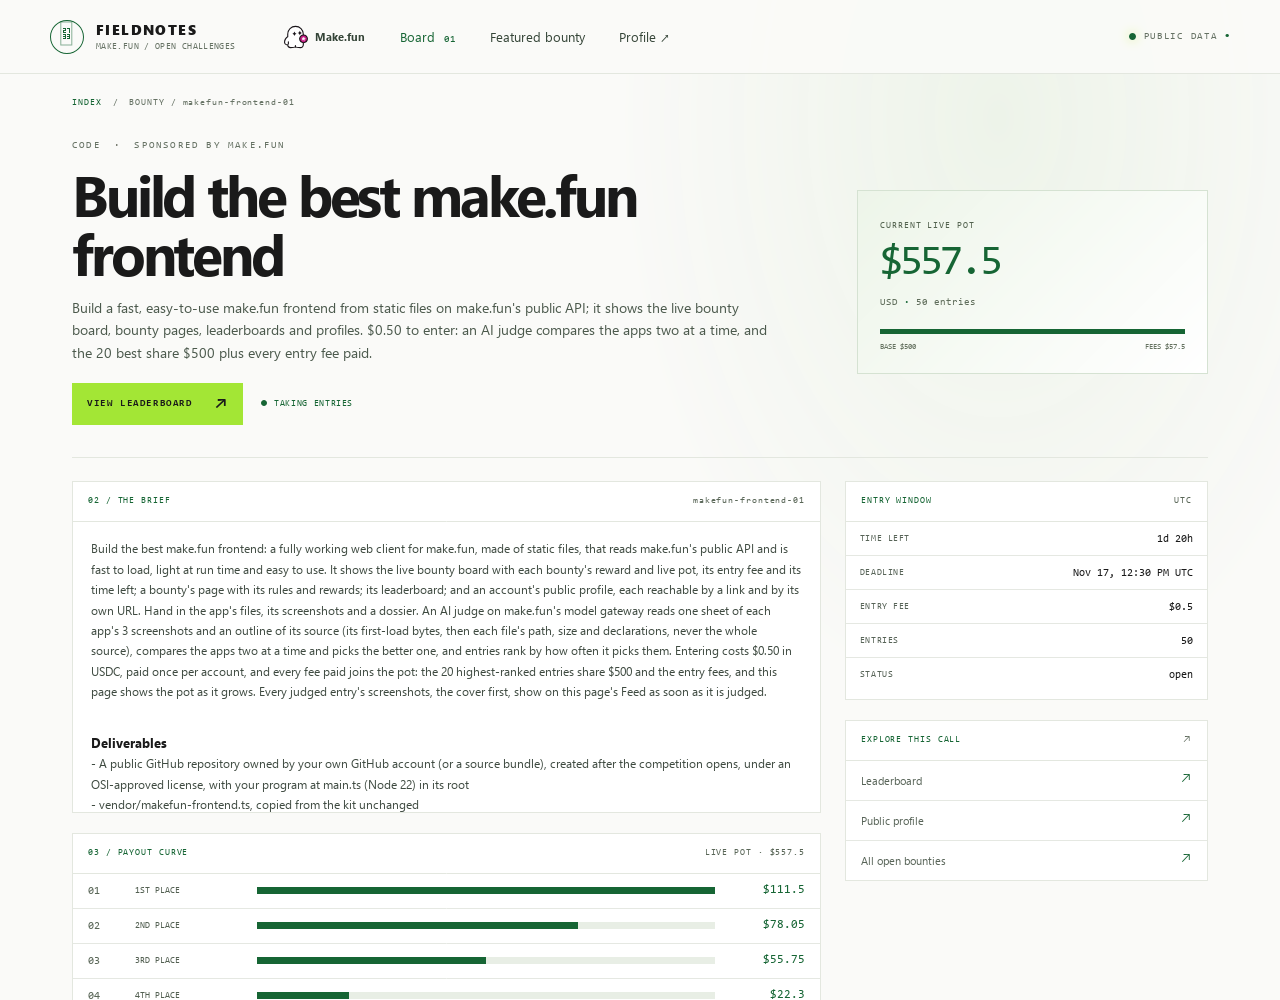 FIELDNOTES
MAKE.FUN / OPEN CHALLENGES
Make.fun
Board 01
Featured bounty
Profile ↗
PUBLIC DATA •
INDEX / BOUNTY / makefun-frontend-01
CODE · SPONSORED BY MAKE.FUN
Build the best make.fun
frontend
Build a fast, easy-to-use make.fun frontend from static files on make.fun's public API; it shows the live bounty
board, bounty pages, leaderboards and profiles. $0.50 to enter: an AI judge compares the apps two at a time, and
the 20 best share $500 plus every entry fee paid.
VIEW LEADERBOARD
TAKING ENTRIES
CURRENT LIVE POT
$557.5
USD • 50 entries
BASE $500
FEES $57.5
02 / THE BRIEF
makefun-frontend-01
Build the best make.fun frontend: a fully working web client for make.fun, made of static files, that reads make.fun's public API and is
fast to load, light at run time and easy to use. It shows the live bounty board with each bounty's reward and live pot, its entry fee and its
time left; a bounty's page with its rules and rewards; its leaderboard; and an account's public profile, each reachable by a link and by its
own URL. Hand in the app's files, its screenshots and a dossier. An AI judge on make.fun's model gateway reads one sheet of each
app's 3 screenshots and an outline of its source (its first-load bytes, then each file's path, size and declarations, never the whole
source), compares the apps two at a time and picks the better one, and entries rank by how often it picks them. Entering costs $0.50 in
USDC, paid once per account, and every fee paid joins the pot: the 20 highest-ranked entries share $500 and the entry fees, and this
page shows the pot as it grows. Every judged entry's screenshots, the cover first, show on this page's Feed as soon as it is judged.
Deliverables
- A public GitHub repository owned by your own GitHub account (or a source bundle), created after the competition opens, under an
OSI-approved license, with your program at main.ts (Node 22) in its root
- vendor/makefun-frontend.ts, copied from the kit unchanged
03 / PAYOUT CURVE
LIVE POT · $557.5
01 1ST PLACE $111.5
02 2ND PLACE $78.05
03 3RD PLACE $55.75
04 4TH PLACE $22.3
ENTRY WINDOW
UTC
TIME LEFT 1d 20h
DEADLINE Nov 17, 12:30 PM UTC
ENTRY FEE $0.5
ENTRIES 50
STATUS open
EXPLORE THIS CALL ↗
Leaderboard ↗
Public profile ↗
All open bounties ↗